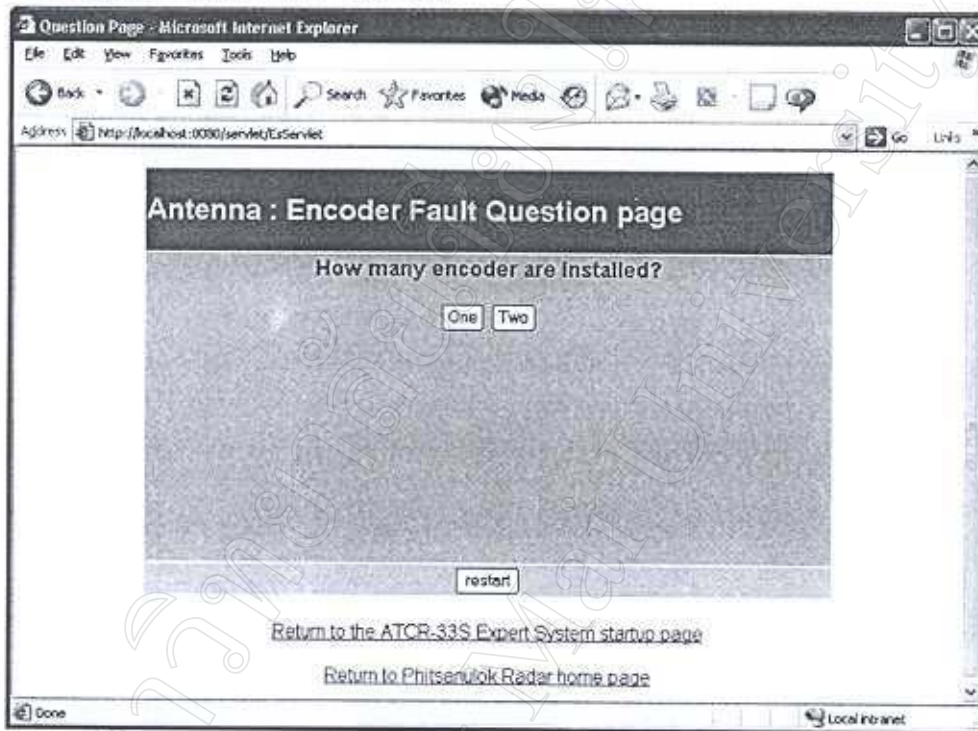 Question Page - Microsoft Internet Explorer
File Edit View Favorites Tools Help
Back Search Favorites Media
Address http://localhost:8080/servlet/EsServlet Go Links
Antenna : Encoder Fault Question page
How many encoder are installed?
One Two
restart
Return to the ATCR-33S Expert System startup page
Return to Phitsanulok Radar home page
Done Local intranet